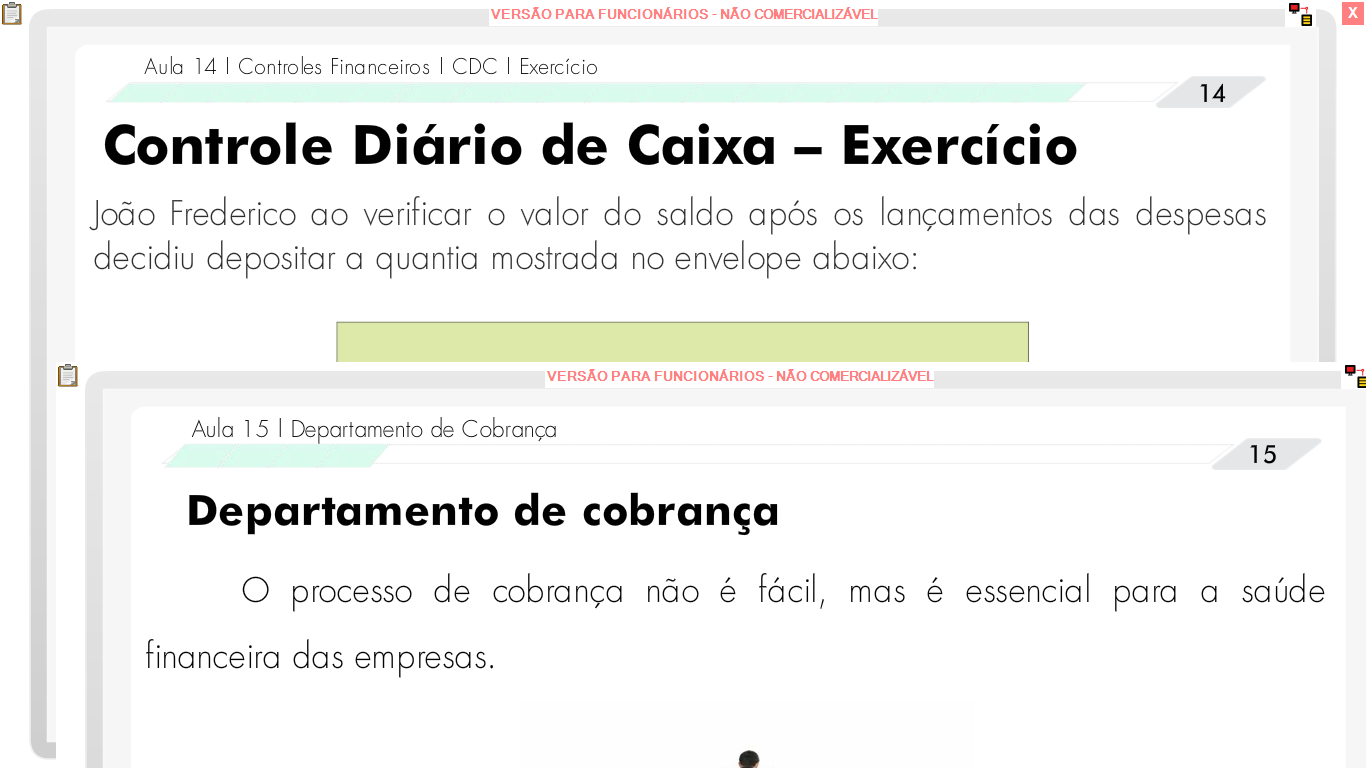 VERSÃO PARA FUNCIONÁRIOS - NÃO COMERCIALIZÁVEL
X
Aula 14 | Controles Financeiros | CDC | Exercício
14
Controle Diário de Caixa – Exercício
João Frederico ao verificar o valor do saldo após os lançamentos das despesas
decidiu depositar a quantia mostrada no envelope abaixo:
VERSÃO PARA FUNCIONÁRIOS - NÃO COMERCIALIZÁVEL
Aula 15 | Departamento de Cobrança
15
Departamento de cobrança
O processo de cobrança não é fácil, mas é essencial para a saúde
financeira das empresas.